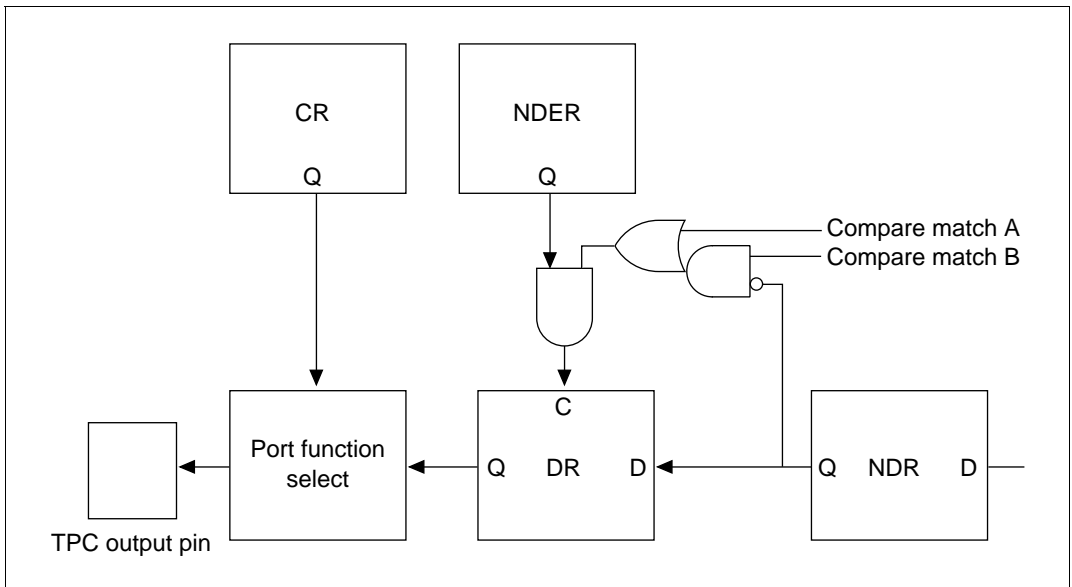 CR
Q
NDER
Q
Compare match A
Compare match B
C
Port function
select
Q DR D
Q NDR D
TPC output pin